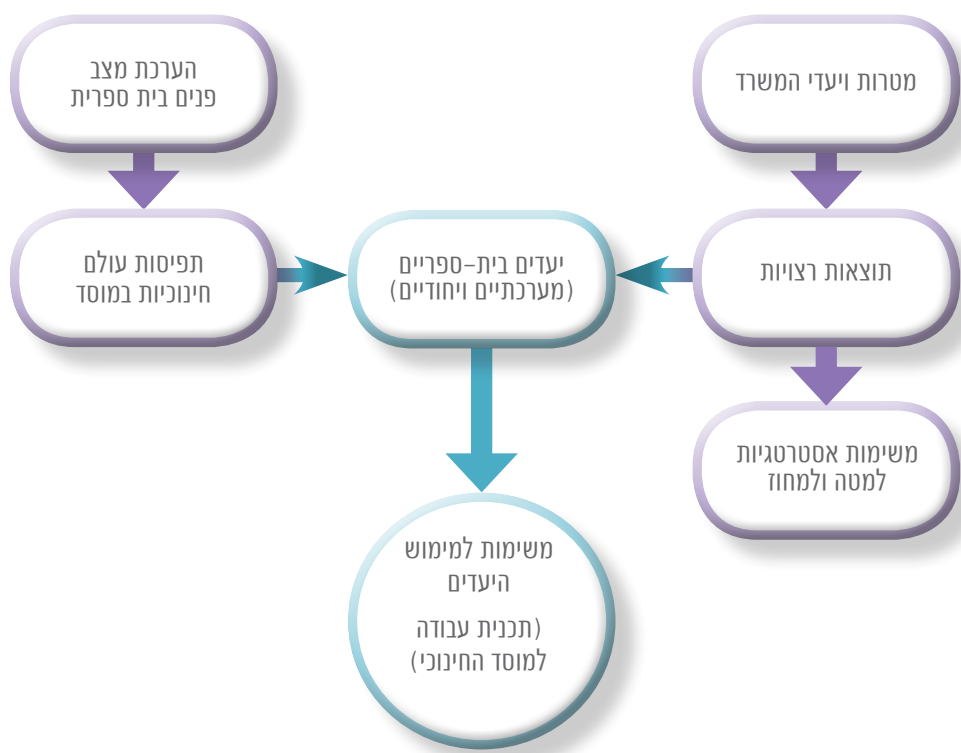 מטרות ויעדי המשרד
תוצאות רצויות
משימות אסטרטגיות
למטה ולמחוז
הערכת מצב
פנים בית ספרית
תפיסות עולם
חינוכיות במוסד
יעדים בית-ספריים
(מערכתיים ויחודיים)
משימות למימוש
היעדים
(תכנית עבודה
למוסד החינוכי)